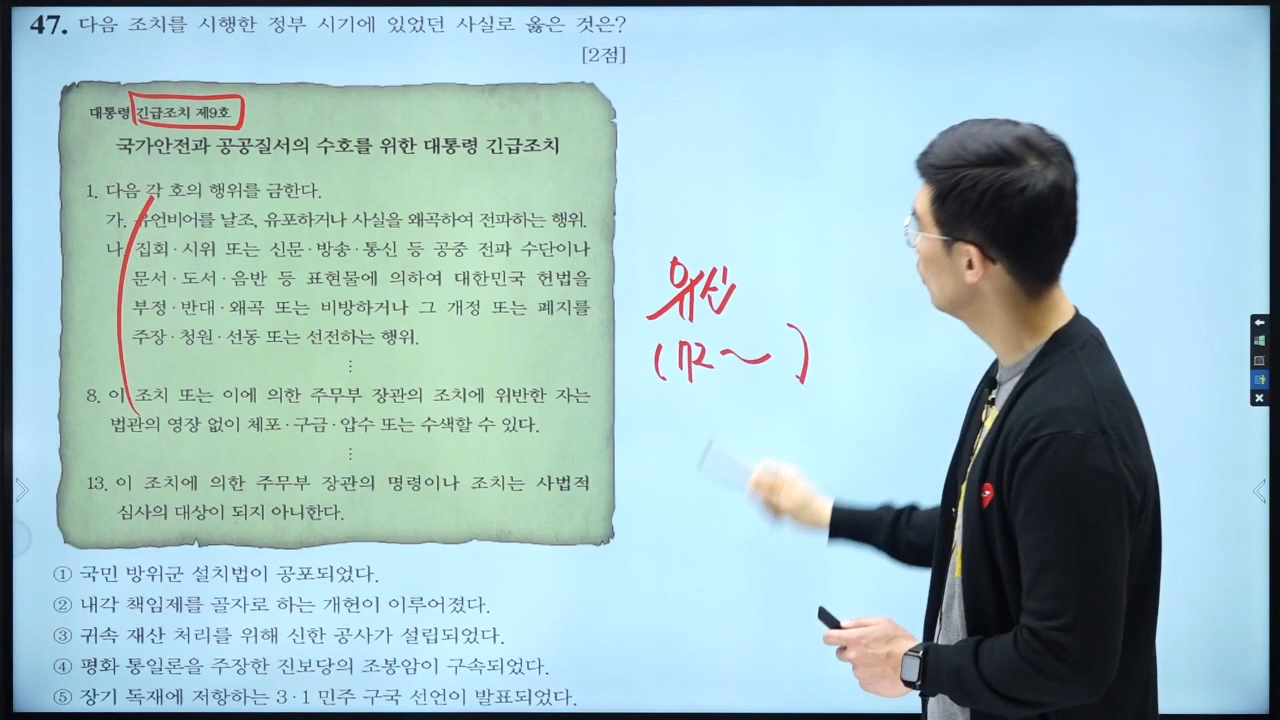 47. 다음 조치를 시행한 정부 시기에 있었던 사실로 옳은 것은?
[2점]
대통령 긴급조치 제9호
국가안전과 공공질서의 수호를 위한 대통령 긴급조치
1. 다음 각 호의 행위를 금한다.
가. 유언비어를 날조, 유포하거나 사실을 왜곡하여 전파하는 행위.
나. 집회·시위 또는 신문·방송·통신 등 공중 전파 수단이나
문서·도서·음반 등 표현물에 의하여 대한민국 헌법을
부정·반대·왜곡 또는 비방하거나 그 개정 또는 폐지를
주장·청원·선동 또는 선전하는 행위.
⋮
8. 이 조치 또는 이에 의한 주무부 장관의 조치에 위반한 자는
법관의 영장 없이 체포·구금·압수 또는 수색할 수 있다.
⋮
13. 이 조치에 의한 주무부 장관의 명령이나 조치는 사법적
심사의 대상이 되지 아니한다.
유신
(72~ )
① 국민 방위군 설치법이 공포되었다.
② 내각 책임제를 골자로 하는 개헌이 이루어졌다.
③ 귀속 재산 처리를 위해 신한 공사가 설립되었다.
④ 평화 통일론을 주장한 진보당의 조봉암이 구속되었다.
⑤ 장기 독재에 저항하는 3·1 민주 구국 선언이 발표되었다.